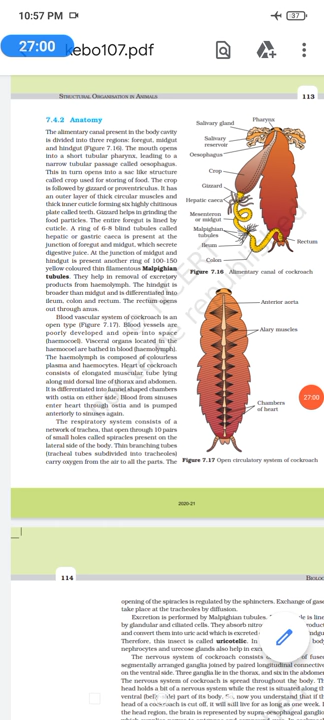 10:57 PM
37
27:00
kebo107.pdf
STRUCTURAL ORGANISATION IN ANIMALS
113
7.4.2 Anatomy
The alimentary canal present in the body cavity
is divided into three regions: foregut, midgut
and hindgut (Figure 7.16). The mouth opens
into a short tubular pharynx, leading to a
narrow tubular passage called oesophagus.
This in turn opens into a sac like structure
called crop used for storing of food. The crop
is followed by gizzard or proventriculus. It has
an outer layer of thick circular muscles and
thick inner cuticle forming six highly chitinous
plate called teeth. Gizzard helps in grinding the
food particles. The entire foregut is lined by
cuticle. A ring of 6-8 blind tubules called
hepatic or gastric caeca is present at the
junction of foregut and midgut, which secrete
digestive juice. At the junction of midgut and
hindgut is present another ring of 100-150
yellow coloured thin filamentous Malpighian
tubules. They help in removal of excretory
products from haemolymph. The hindgut is
broader than midgut and is differentiated into
ileum, colon and rectum. The rectum opens
out through anus.
Blood vascular system of cockroach is an
open type (Figure 7.17). Blood vessels are
poorly developed and open into space
(haemocoel). Visceral organs located in the
haemocoel are bathed in blood (haemolymph).
The haemolymph is composed of colourless
plasma and haemocytes. Heart of cockroach
consists of elongated muscular tube lying
along mid dorsal line of thorax and abdomen.
It is differentiated into funnel shaped chambers
with ostia on either side. Blood from sinuses
enter heart through ostia and is pumped
anteriorly to sinuses again.
The respiratory system consists of a
network of trachea, that open through 10 pairs
of small holes called spiracles present on the
lateral side of the body. Thin branching tubes
(tracheal tubes subdivided into tracheoles)
carry oxygen from the air to all the parts. The
Pharynx
Salivary gland
Salivary
reservoir
Oesophagus
Crop
Gizzard
Hepatic caeca
Mesenteron
or midgut
Malpighian
tubules
Ileum
Rectum
Colon
Figure 7.16 Alimentary canal of cockroach
Anterior aorta
Alary muscles
27:00
Chambers
of heart
Figure 7.17 Open circulatory system of cockroach
2020-21
114
opening of the spiracles is regulated by the sphincters. Exchange of
take place at the tracheoles by diffusion.
Excretion is performed by Malpighian tubules.
by glandular and ciliated cells. They absorb
and convert them into uric acid which is excreted
Therefore, this insect is called uricotelic. In
nephrocytes and urecose glands also help in
The nervous system of cockroach consists of
segmentally arranged ganglia joined by paired longitudinal
on the ventral side. Three ganglia lie in the thorax, and six in the abdomen.
The nervous system of cockroach is spread throughout the body.
head holds a bit of a nervous system while the rest is situated along
ventral (belly-side) part of its body. So, now you understand that if
head of a cockroach is cut off, it will still live for as long as one week.
the head region, the brain is represented by supra-oesophageal